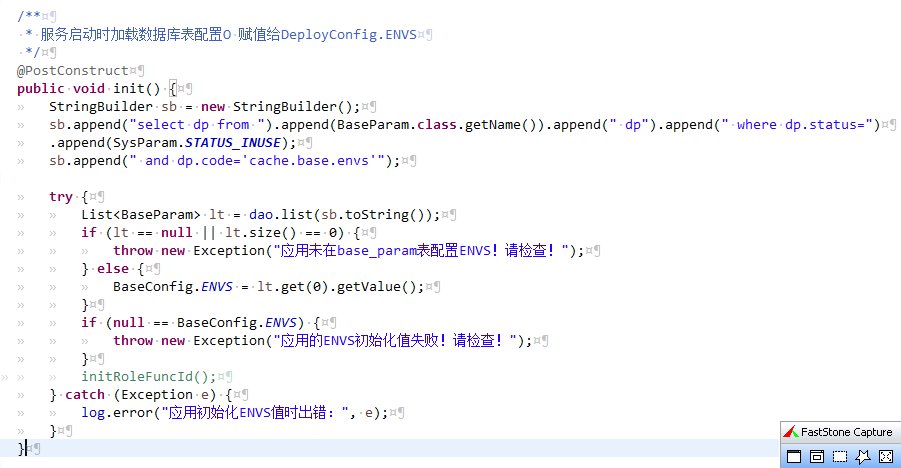 /**
 * 服务启动时加载数据库表配置O 赋值给DeployConfig.ENVS
 */
@PostConstruct
public void init() {
    StringBuilder sb = new StringBuilder();
    sb.append("select dp from ").append(BaseParam.class.getName()).append(" dp").append(" where dp.status=")
    .append(SysParam.STATUS_INUSE);
    sb.append(" and dp.code='cache.base.envs'");
    try {
        List<BaseParam> lt = dao.list(sb.toString());
        if (lt == null || lt.size() == 0) {
            throw new Exception("应用未在base_param表配置ENVS！请检查！");
        } else {
            BaseConfig.ENVS = lt.get(0).getValue();
        }
        if (null == BaseConfig.ENVS) {
            throw new Exception("应用的ENVS初始化值失败！请检查！");
        }
        initRoleFuncId();
    } catch (Exception e) {
        log.error("应用初始化ENVS值时出错：", e);
    }
}
FastStone Capture